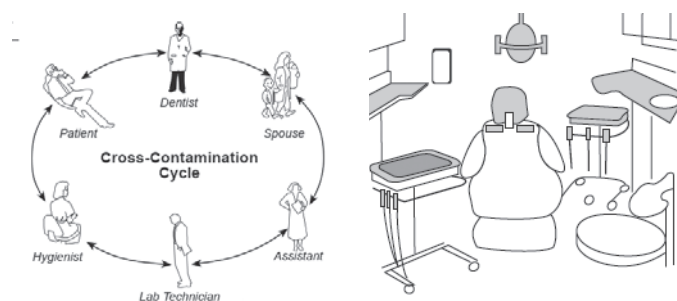 Dentist
Patient
Spouse
Cross-Contamination
Cycle
Hygienist
Assistant
Lab Technician